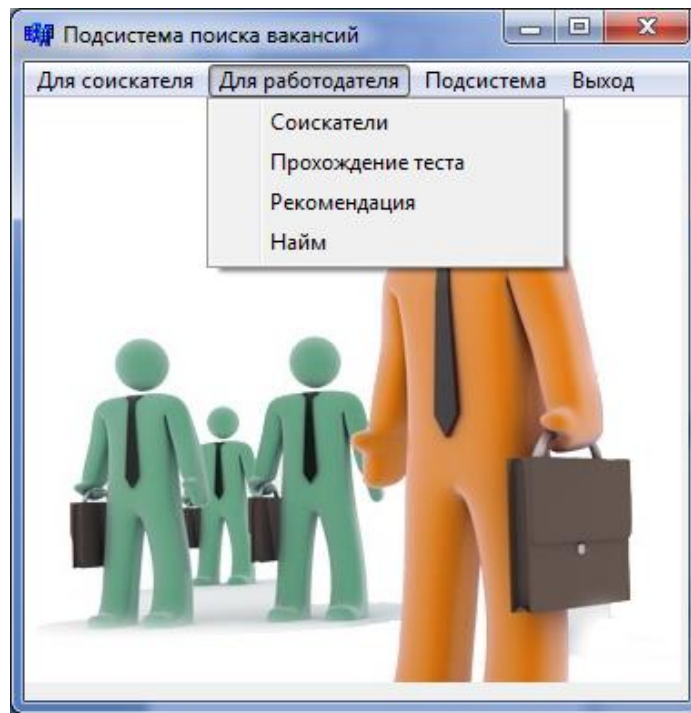 Подсистема поиска вакансий
Для соискателя Для работодателя Подсистема Выход
Соискатели
Прохождение теста
Рекомендация
Найм